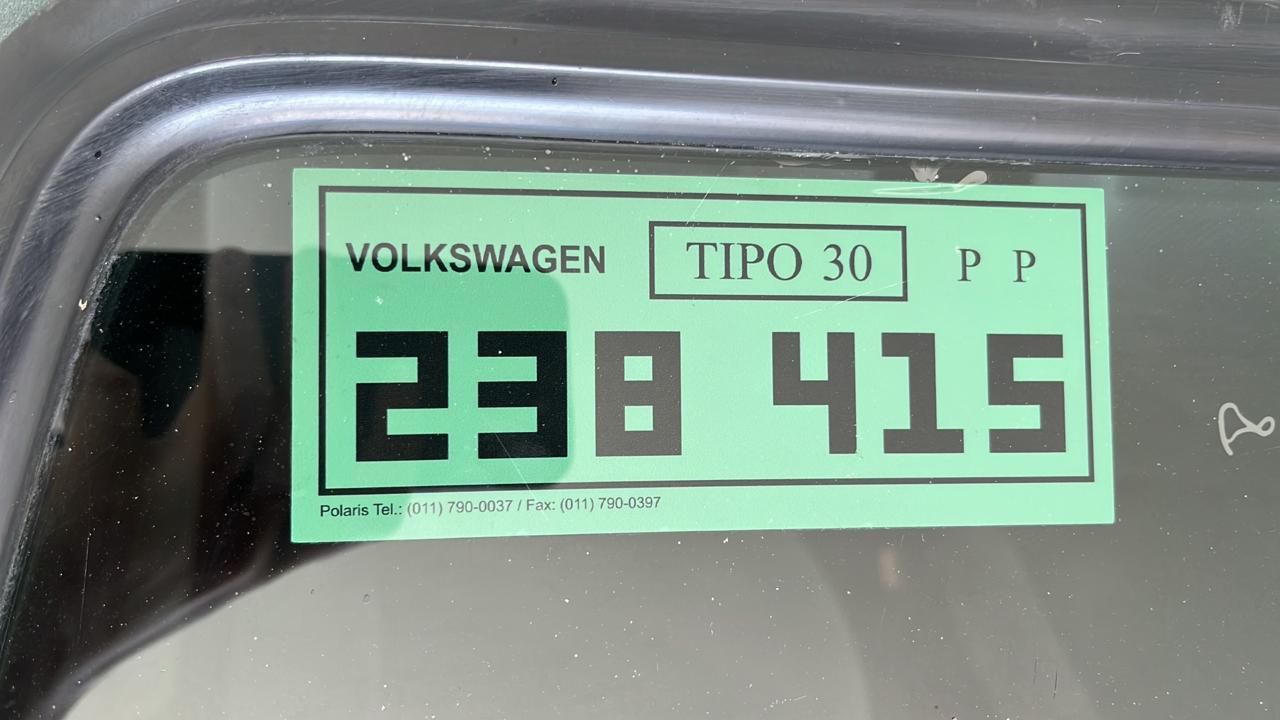 VOLKSWAGEN TIPO 30 P P
238 415
Polaris Tel.: (011) 790-0037 / Fax: (011) 790-0397